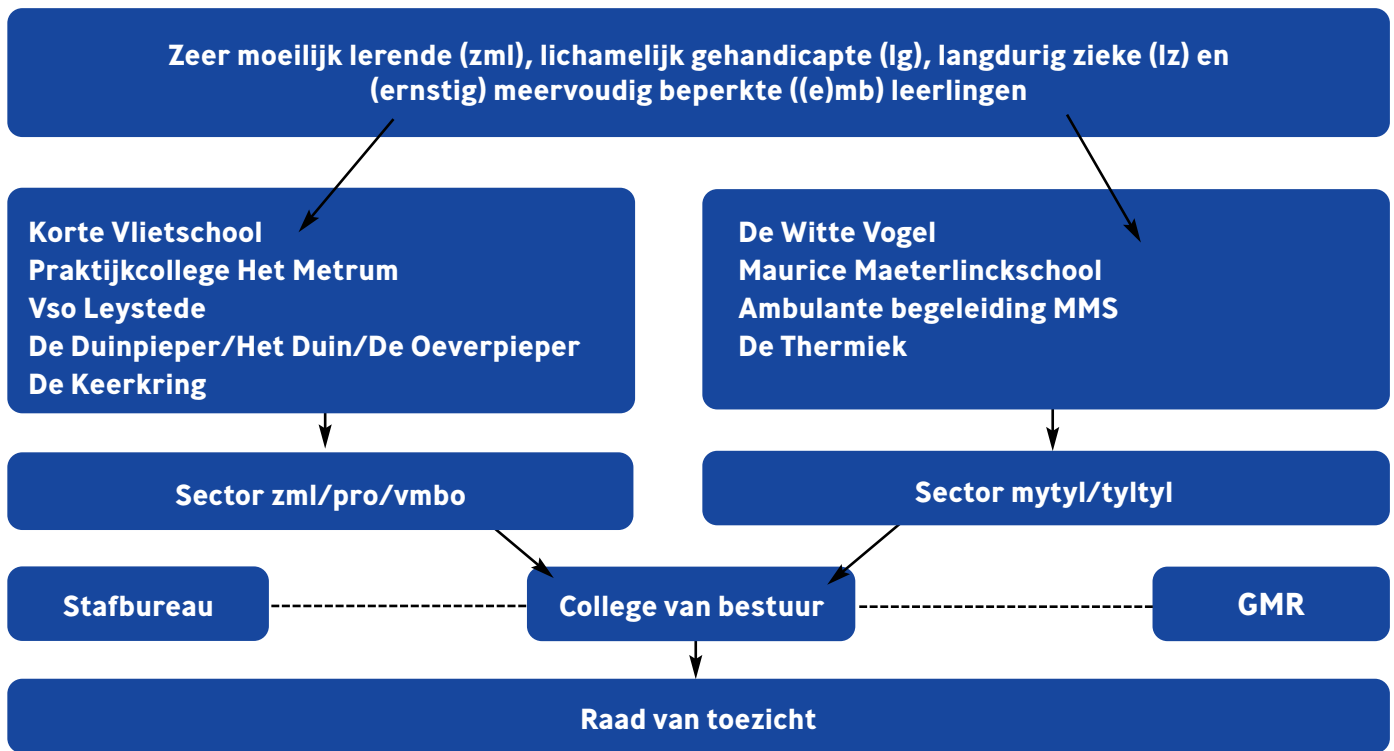 Zeer moeilijk lerende (zml), lichamelijk gehandicapte (lg), langdurig zieke (lz) en
(ernstig) meervoudig beperkte ((e)mb) leerlingen
Korte Vlietschool
Praktijkcollege Het Metrum
Vso Leystede
De Duinpieper/Het Duin/De Oeverpieper
De Keerkring
De Witte Vogel
Maurice Maeterlinckschool
Ambulante begeleiding MMS
De Thermiek
Sector zml/pro/vmbo
Sector mytyl/tyltyl
Stafbureau
College van bestuur
GMR
Raad van toezicht